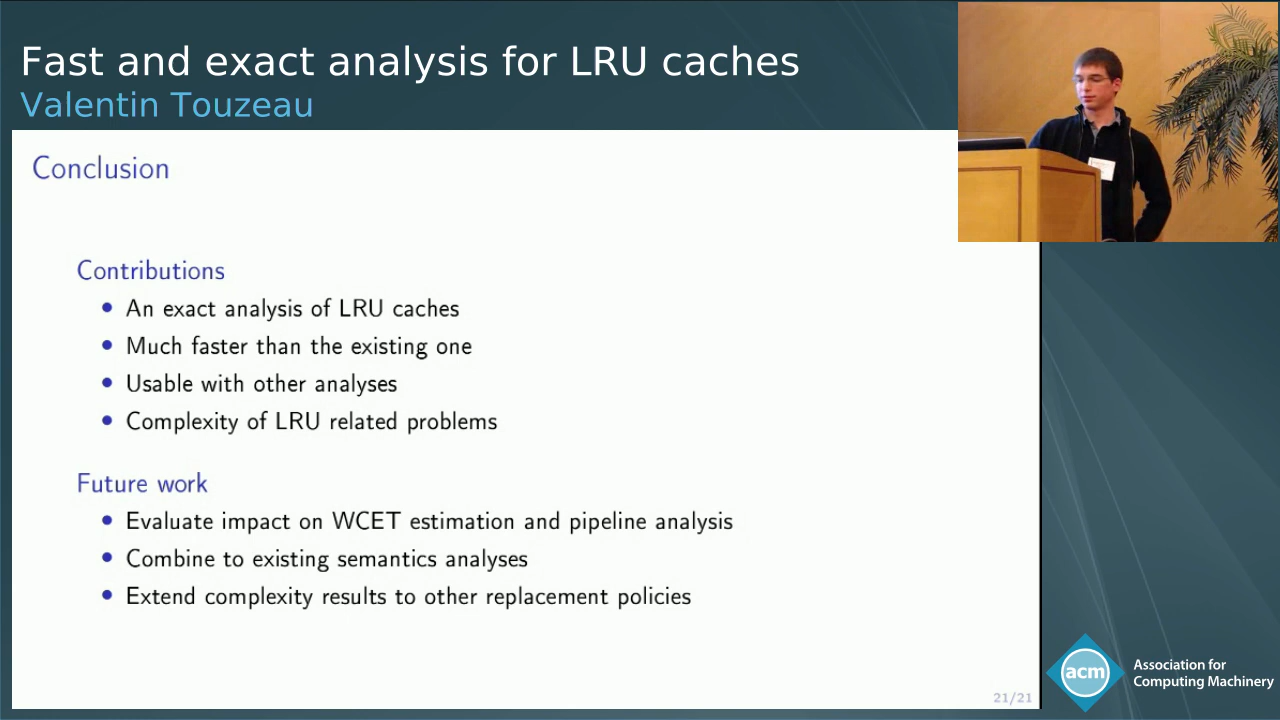 Fast and exact analysis for LRU caches
Valentin Touzeau
Conclusion
Contributions
• An exact analysis of LRU caches
• Much faster than the existing one
• Usable with other analyses
• Complexity of LRU related problems
Future work
• Evaluate impact on WCET estimation and pipeline analysis
• Combine to existing semantics analyses
• Extend complexity results to other replacement policies
21/21
acm
Association for
Computing Machinery